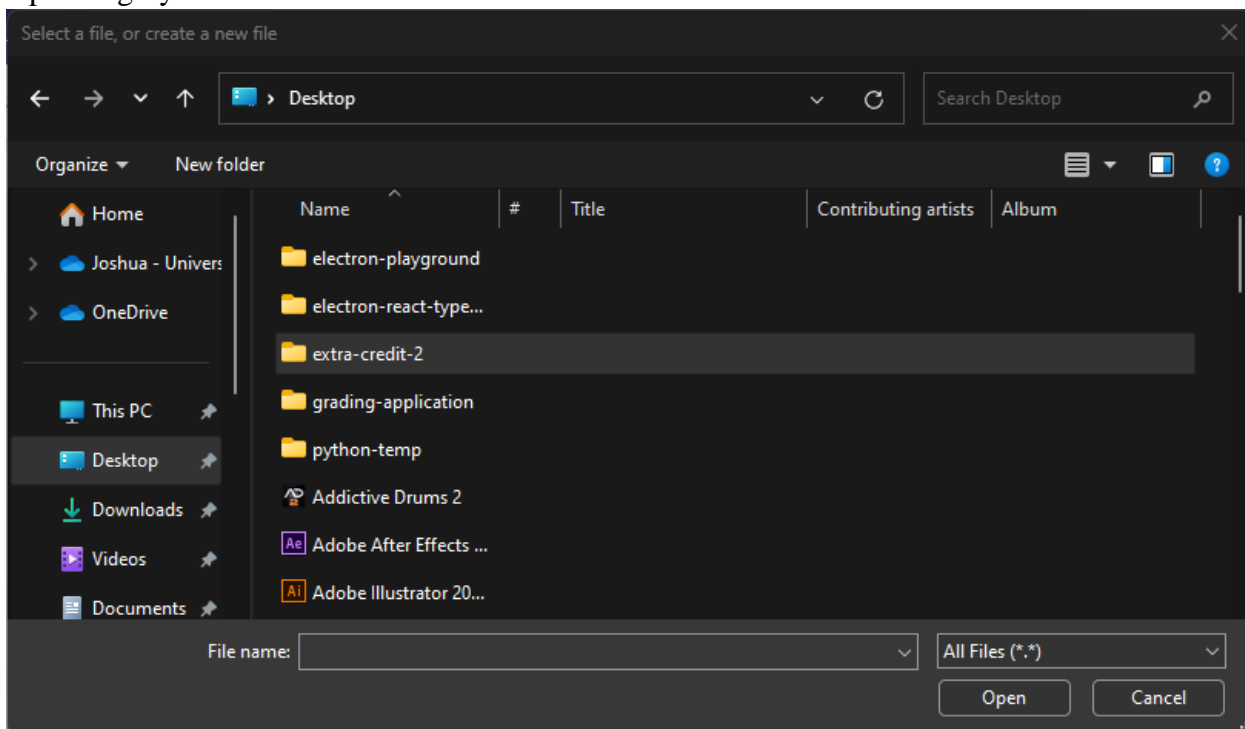 Select a file, or create a new file
Desktop
Search Desktop
Organize
New folder
Name
#
Title
Contributing artists
Album
Home
Joshua - Univers
OneDrive
This PC
Desktop
Downloads
Videos
Documents
electron-playground
electron-react-type...
extra-credit-2
grading-application
python-temp
Addictive Drums 2
Ae Adobe After Effects ...
Ai Adobe Illustrator 20...
File name:
All Files (*.*)
Open
Cancel